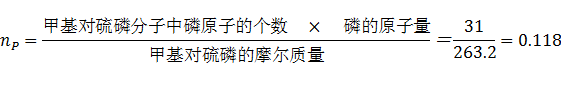 n_P = 甲基对硫磷分子中磷原子的个数 × 磷的原子量 / 甲基对硫磷的摩尔质量 = 31 / 263.2 = 0.118